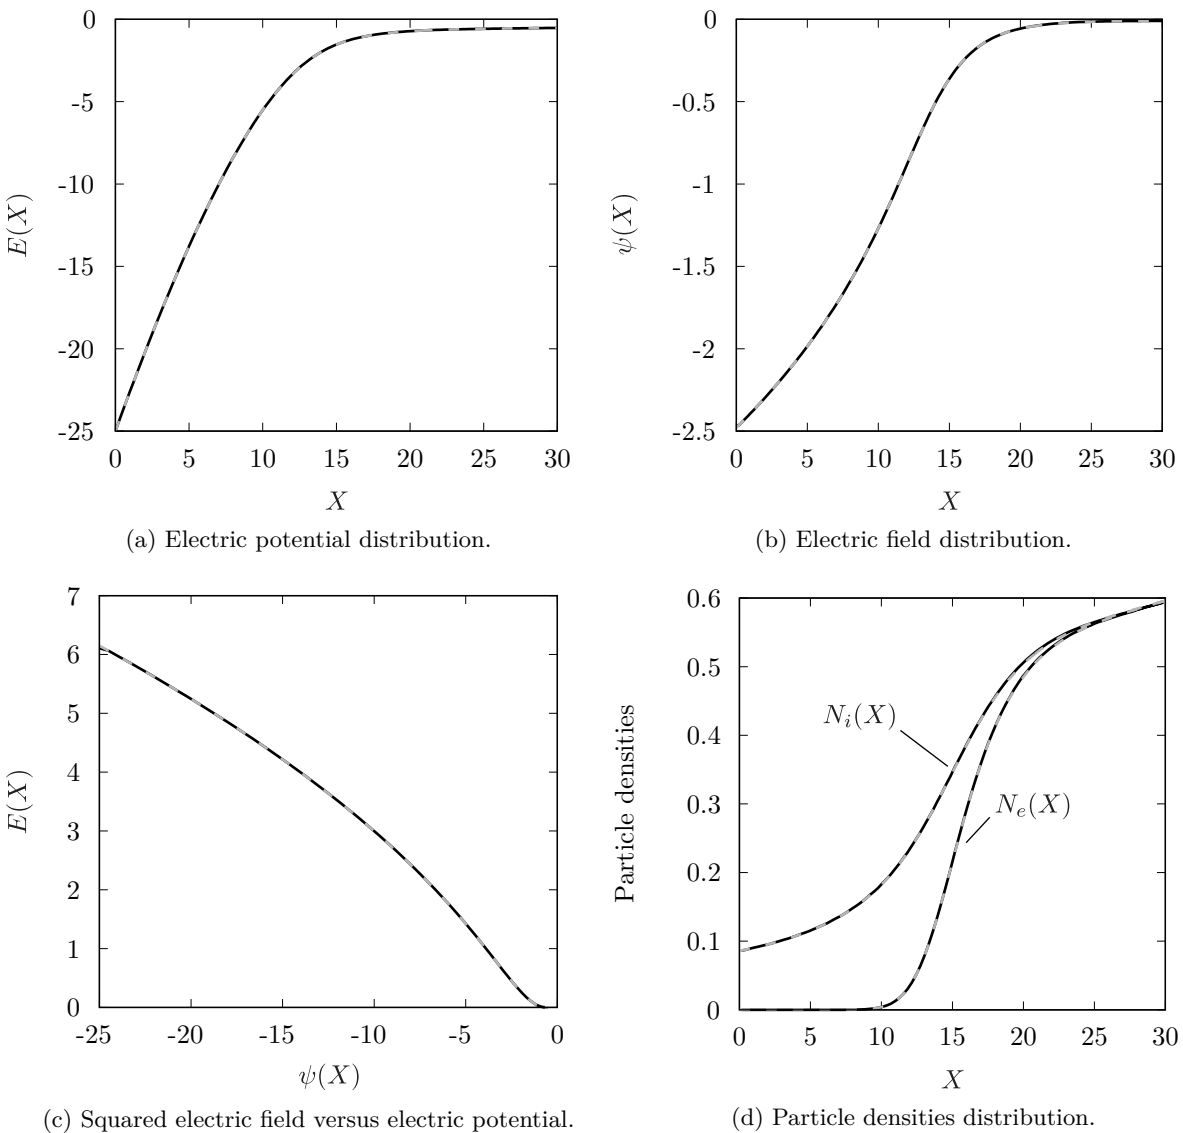 0
-5
-10
-15
-20
-25
E(X)
0 5 10 15 20 25 30
X
(a) Electric potential distribution.
0
-0.5
-1
-1.5
-2
-2.5
ψ(X)
0 5 10 15 20 25 30
X
(b) Electric field distribution.
7
6
5
4
3
2
1
0
E(X)
-25 -20 -15 -10 -5 0
ψ(X)
(c) Squared electric field versus electric potential.
0.6
0.5
0.4
0.3
0.2
0.1
0
Particle densities
N_i(X)
N_e(X)
0 5 10 15 20 25 30
X
(d) Particle densities distribution.